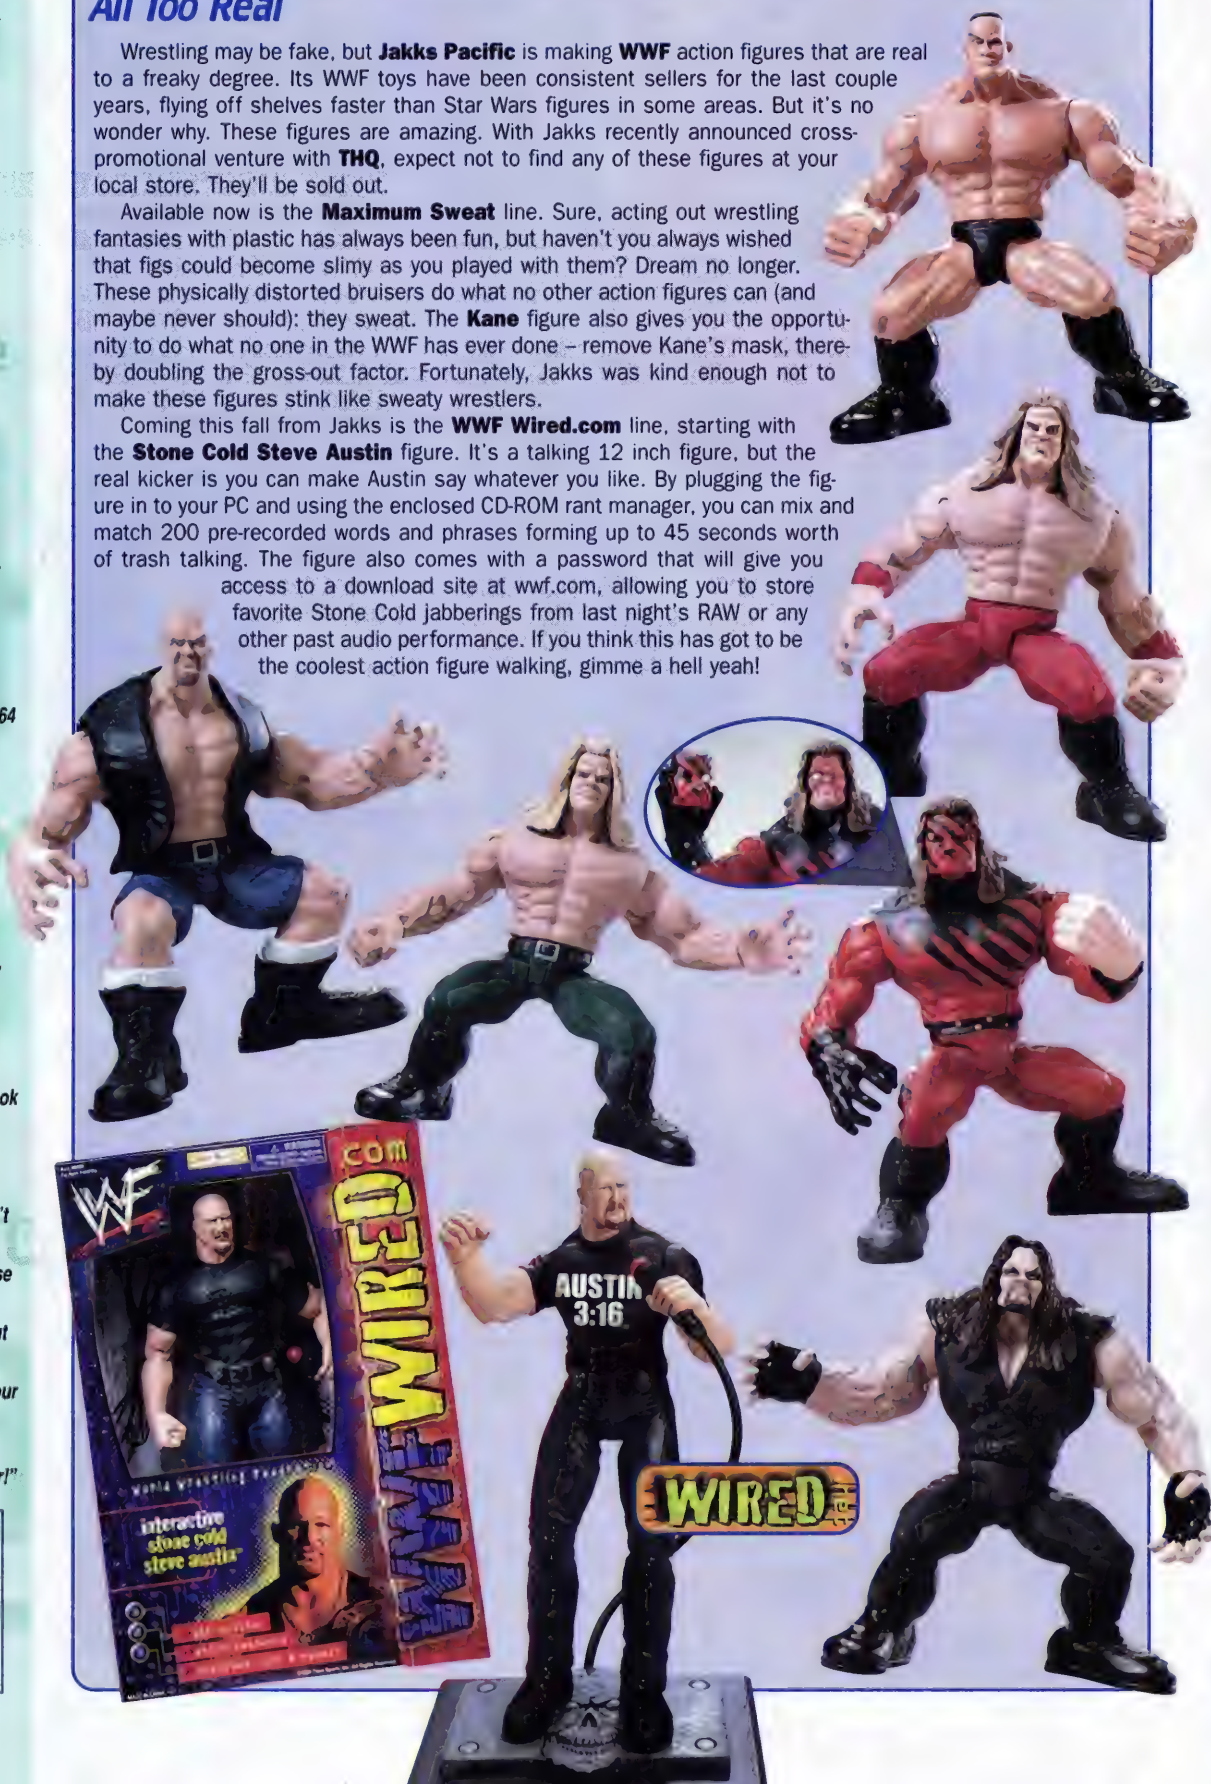 All Too Real
Wrestling may be fake, but Jakks Pacific is making WWF action figures that are real
to a freaky degree. Its WWF toys have been consistent sellers for the last couple
years, flying off shelves faster than Star Wars figures in some areas. But it's no
wonder why. These figures are amazing. With Jakks recently announced cross-
promotional venture with THQ, expect not to find any of these figures at your
local store. They'll be sold out.
Available now is the Maximum Sweat line. Sure, acting out wrestling
fantasies with plastic has always been fun, but haven't you always wished
that figs could become slimy as you played with them? Dream no longer.
These physically distorted bruisers do what no other action figures can (and
maybe never should): they sweat. The Kane figure also gives you the opportu-
nity to do what no one in the WWF has ever done – remove Kane's mask, there-
by doubling the gross-out factor. Fortunately, Jakks was kind enough not to
make these figures stink like sweaty wrestlers.
Coming this fall from Jakks is the WWF Wired.com line, starting with
the Stone Cold Steve Austin figure. It's a talking 12 inch figure, but the
real kicker is you can make Austin say whatever you like. By plugging the fig-
ure in to your PC and using the enclosed CD-ROM rant manager, you can mix and
match 200 pre-recorded words and phrases forming up to 45 seconds worth
of trash talking. The figure also comes with a password that will give you
access to a download site at wwf.com, allowing you to store
favorite Stone Cold jabberings from last night's RAW or any
other past audio performance. If you think this has got to be
the coolest action figure walking, gimme a hell yeah!
64
ok
't
se
ut
our
r!"
WF
WWF WIRED.com
interactive
stone cold
steve austin
AUSTIN
3:16
WIRED